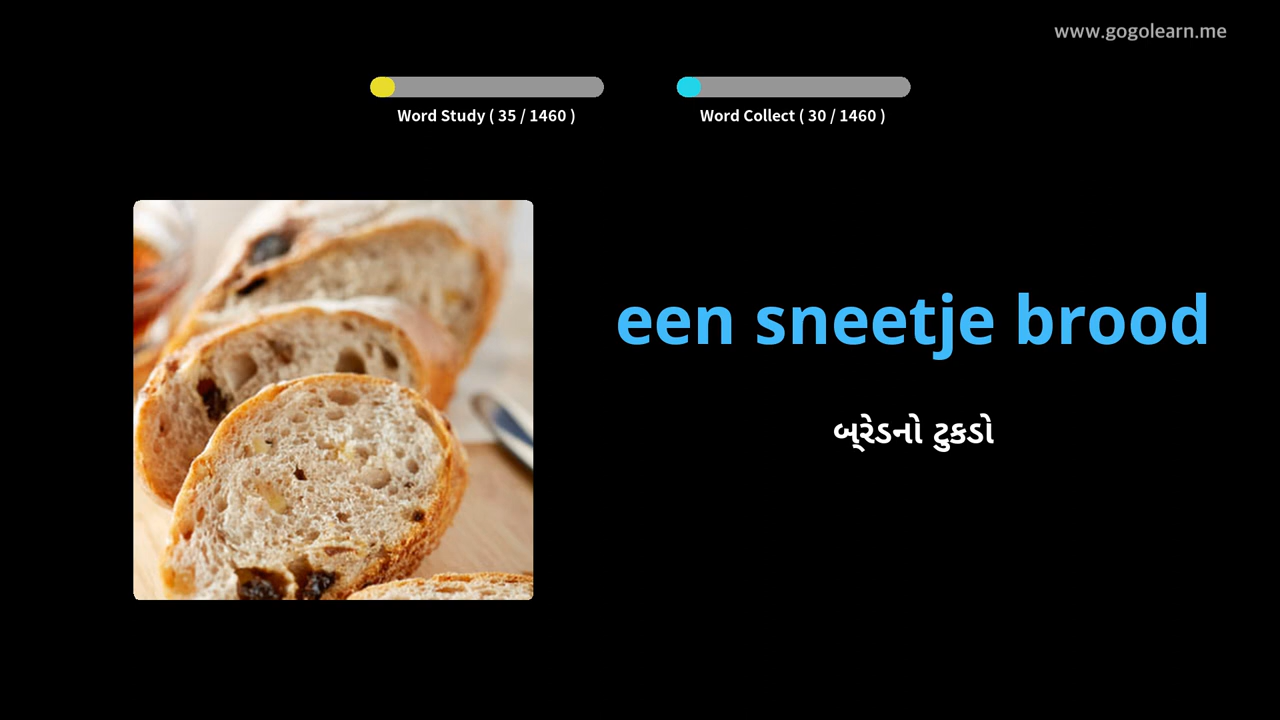 www.gogolearn.me
Word Study ( 35 / 1460 )
Word Collect ( 30 / 1460 )
een sneetje brood
બ્રેડનો ટુકડો